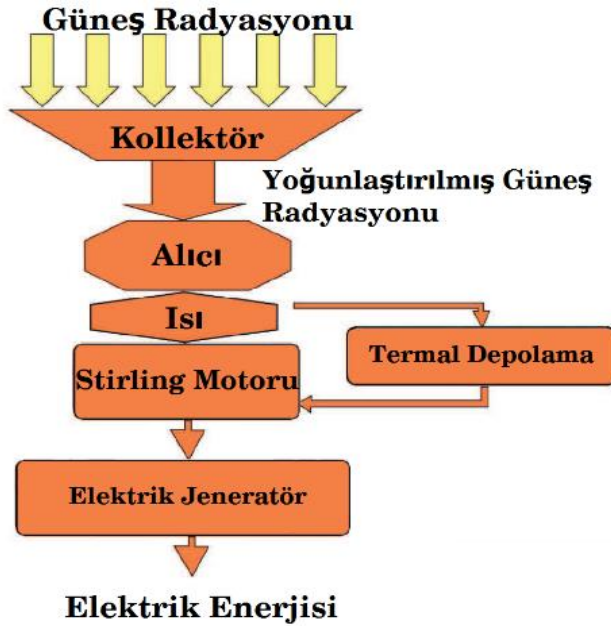 Güneş Radyasyonu
Kollektör
Yoğunlaştırılmış Güneş
Radyasyonu
Alıcı
Isı
Termal Depolama
Stirling Motoru
Elektrik Jeneratör
Elektrik Enerjisi